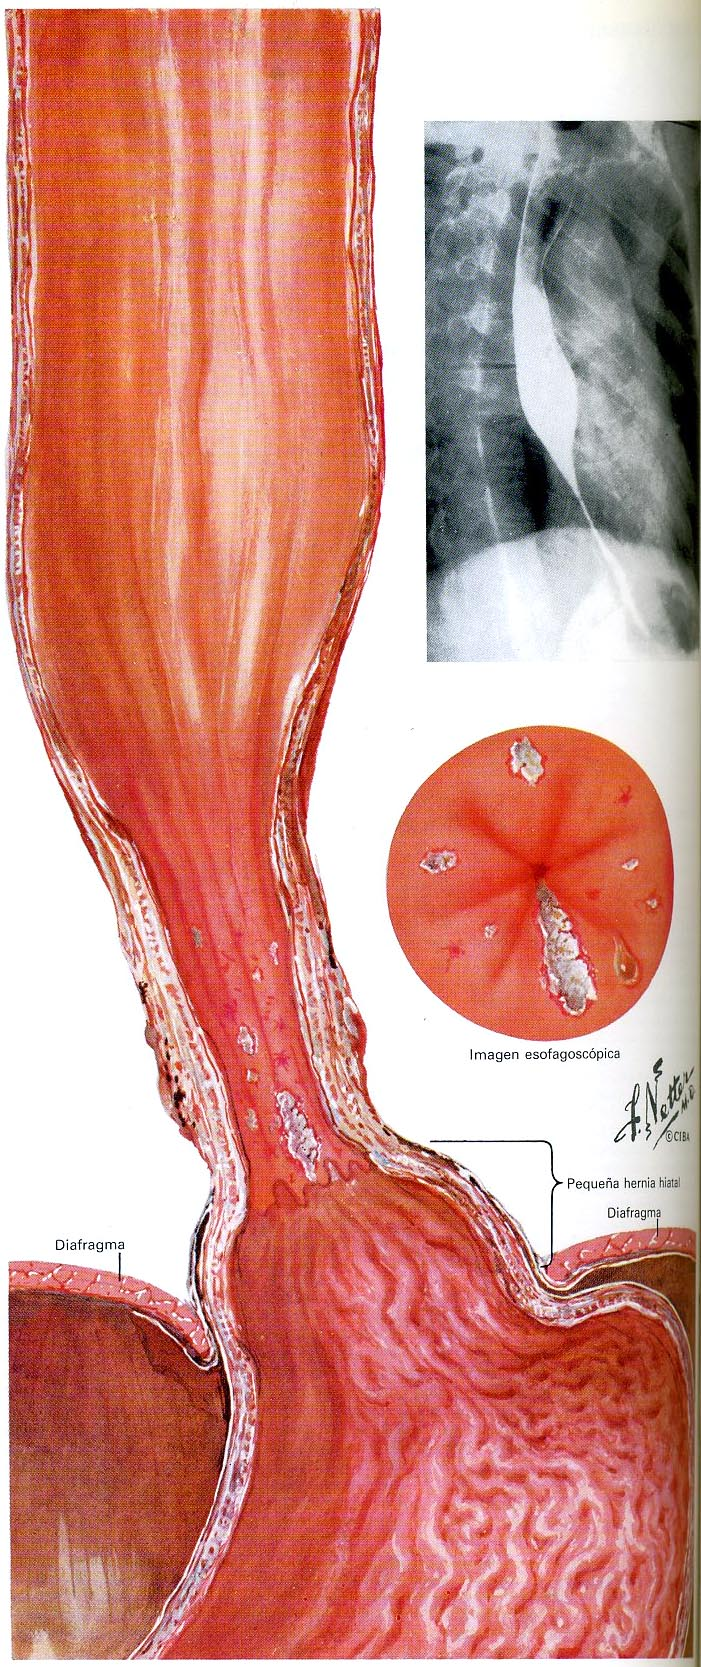 Imagen esofagoscópica
F. Netter
M.D.
©CIBA
Pequeña hernia hiatal
Diafragma
Diafragma